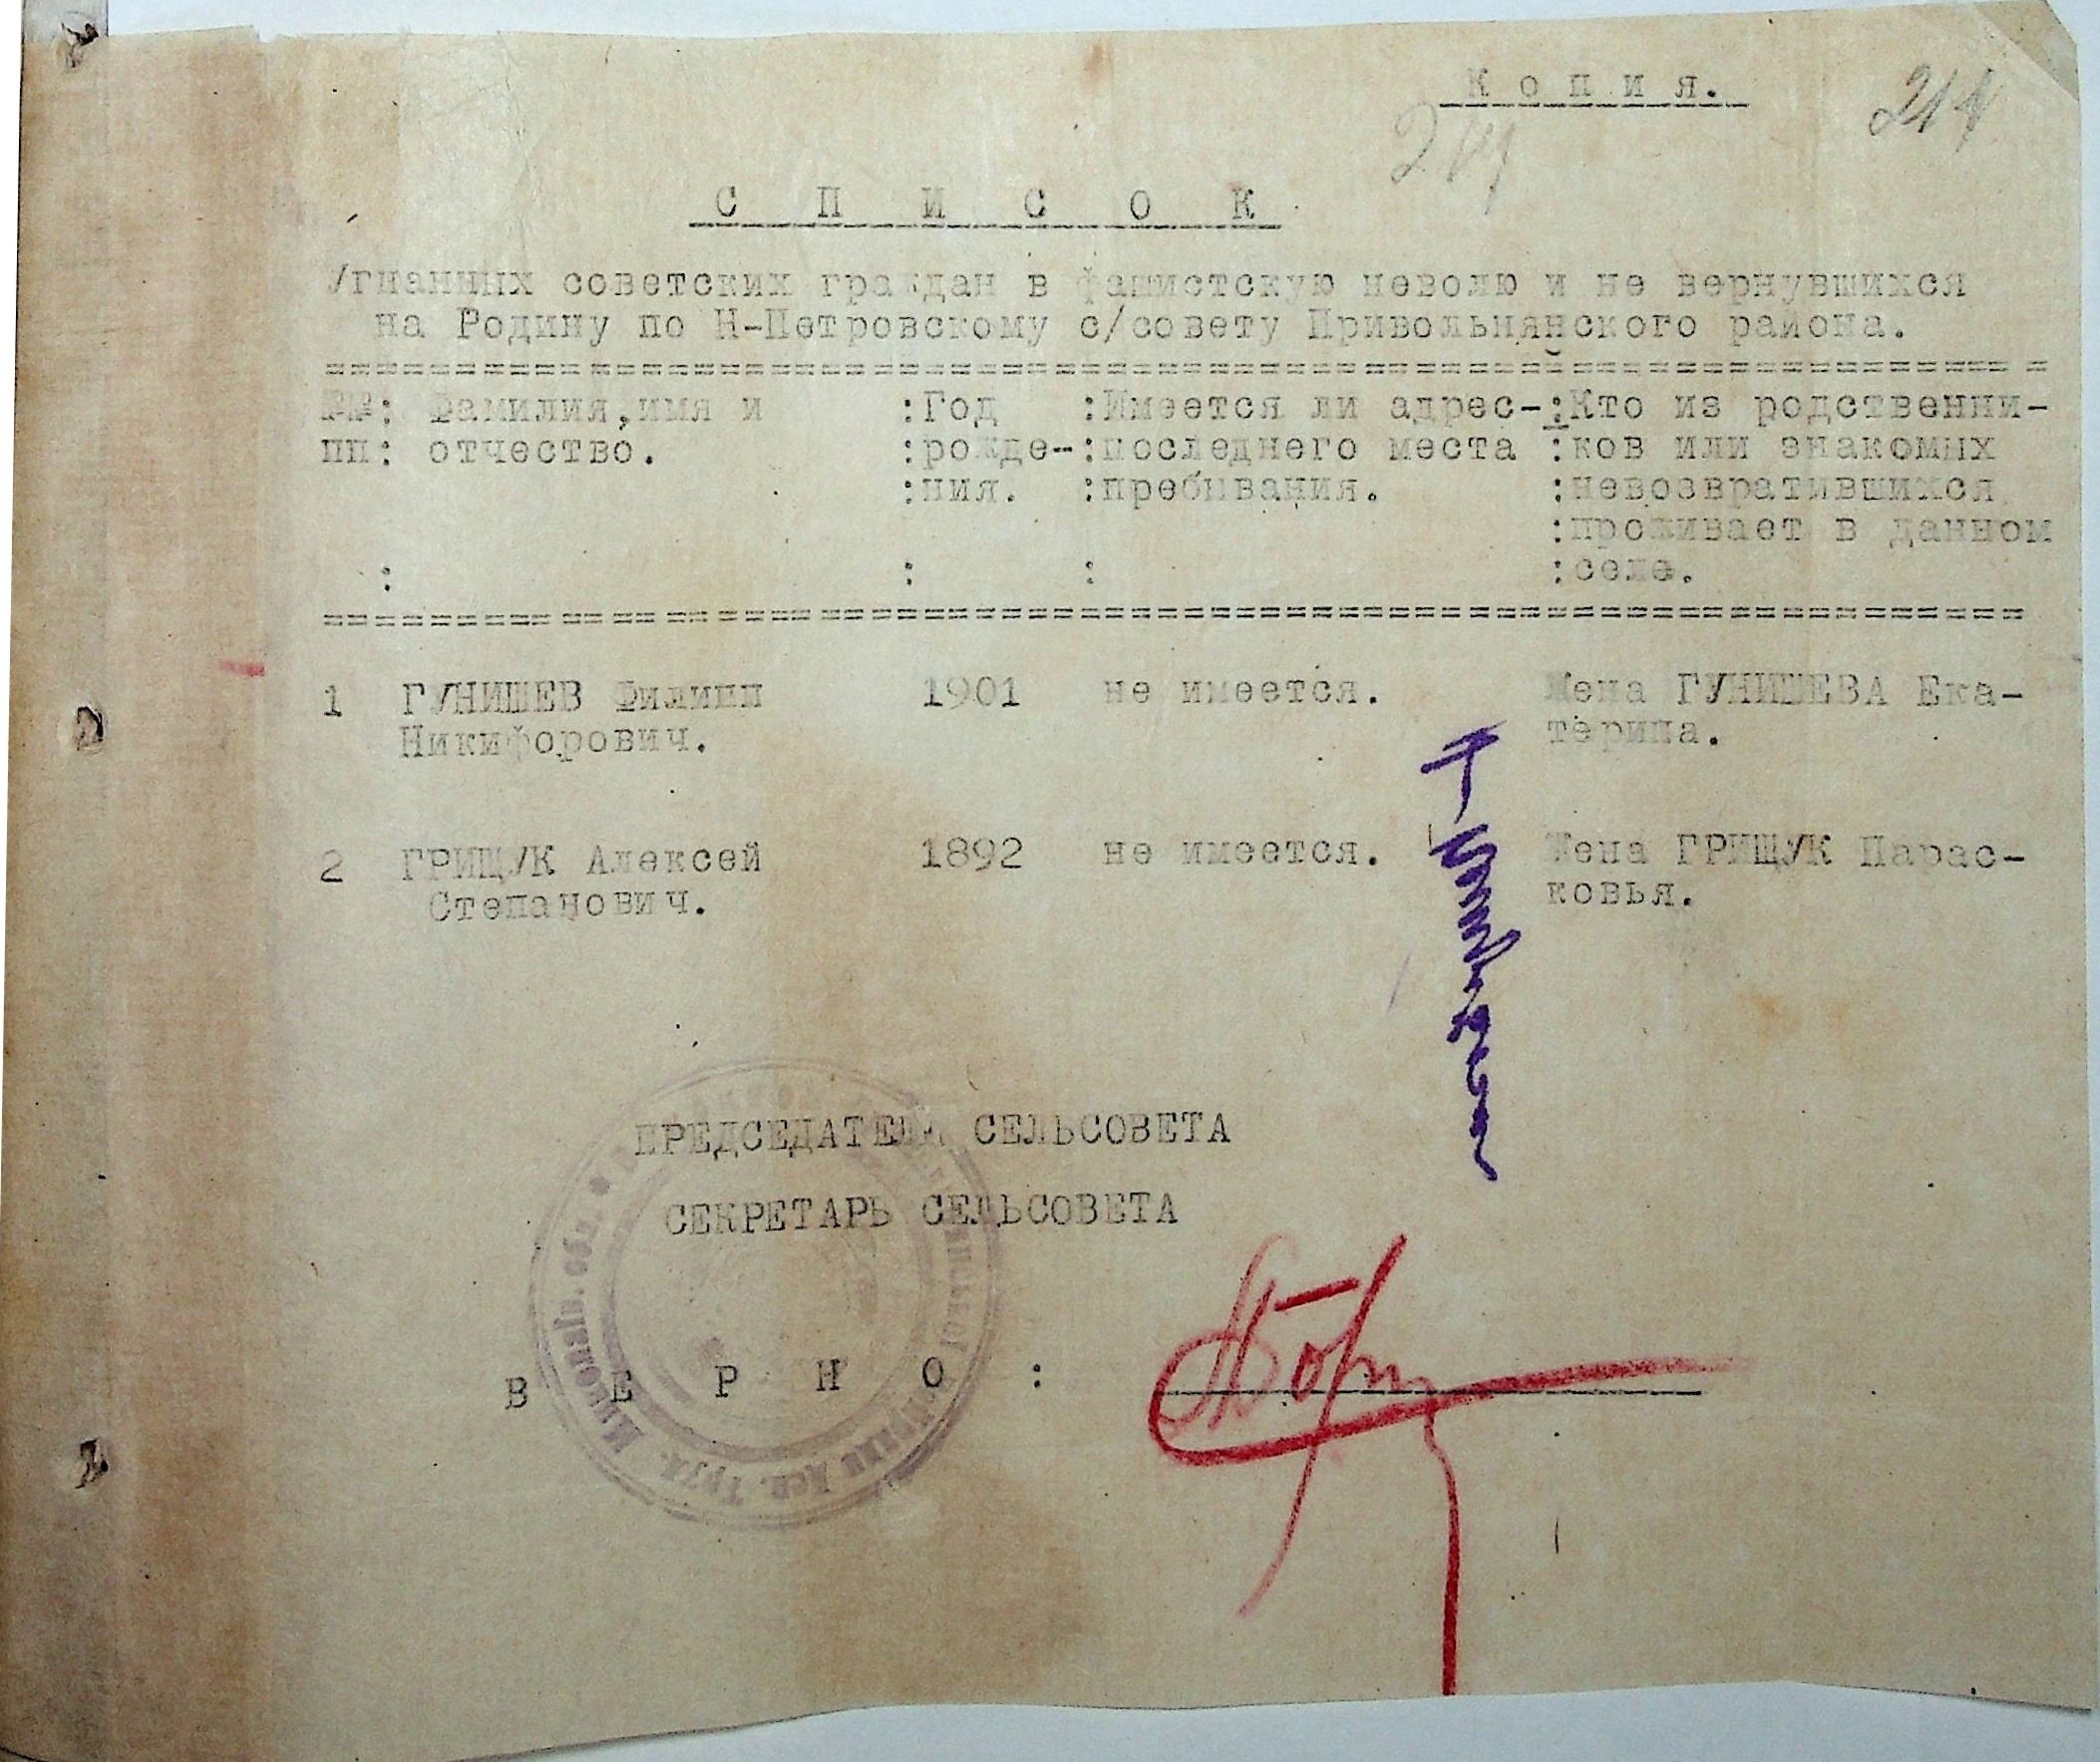 К о п и я.
211
С П И С О К
Угнанных советских граждан в фашистскую неволю и не вернувшихся
на Родину по Н-Петровскому с/совету Привольнянского района.
№№: Фамилия,имя и :Год :Имеется ли адрес-:Кто из родственни-
пп: отчество. :рожде-:последнего места :ков или знакомых
:ния. :пребывания. :невозвратившихся
:проживает в данном
: : : :селе.
1 ГУНИШЕВ Филипп 1901 не имеется. Жена ГУНИШЕВА Ека-
Никифорович. терина.
2 ГРИЩУК Алексей 1892 не имеется. Жена ГРИЩУК Парас-
Степанович. ковья.
ПРЕДСЕДАТЕЛЬ СЕЛЬСОВЕТА
СЕКРЕТАРЬ СЕЛЬСОВЕТА
В Е Р Н О :